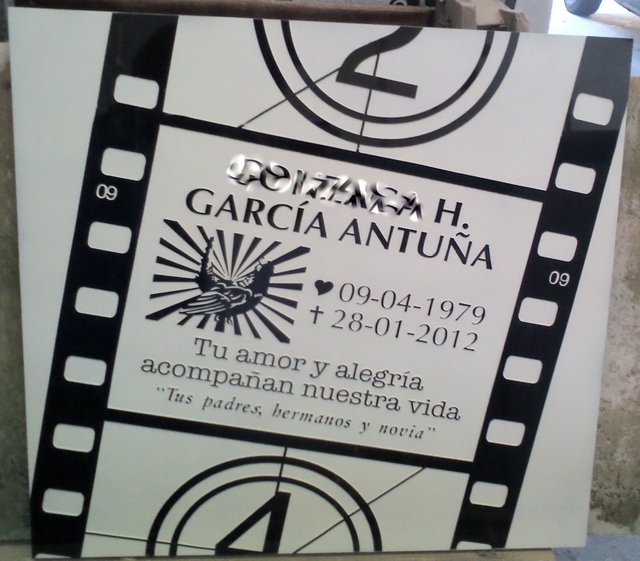 2
09
H.
GARCÍA ANTUÑA
09-04-1979
09
28-01-2012
Tu amor y alegría
acompañan nuestra vida
"Tus padres, hermanos y novia"
4